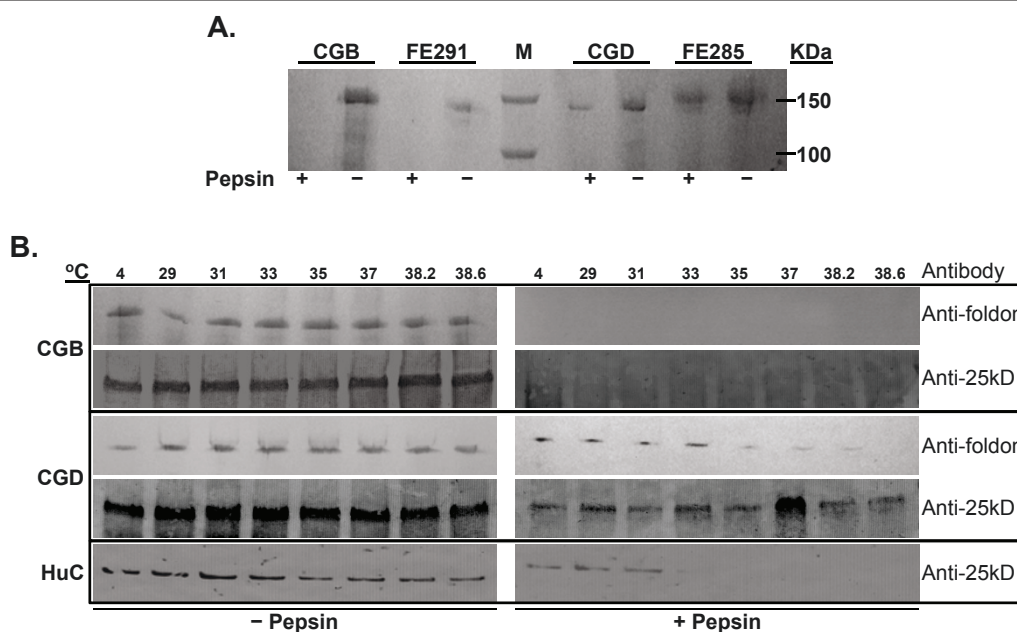 A.
CGB FE291 M CGD FE285 KDa
150
100
Pepsin + − + − + − + −
B.
ºC 4 29 31 33 35 37 38.2 38.6 4 29 31 33 35 37 38.2 38.6 Antibody
CGB Anti-foldon
Anti-25kD
CGD Anti-foldon
Anti-25kD
HuC Anti-25kD
− Pepsin + Pepsin